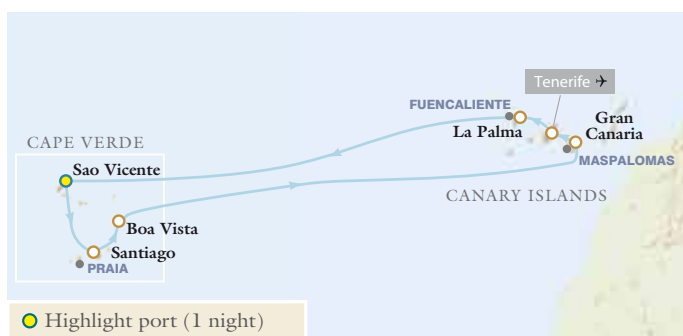 Tenerife ✈
FUENCALIENTE
La Palma
Gran
Canaria
MASPALOMAS
CAPE VERDE
Sao Vicente
CANARY ISLANDS
Boa Vista
Santiago
PRAIA
Highlight port (1 night)